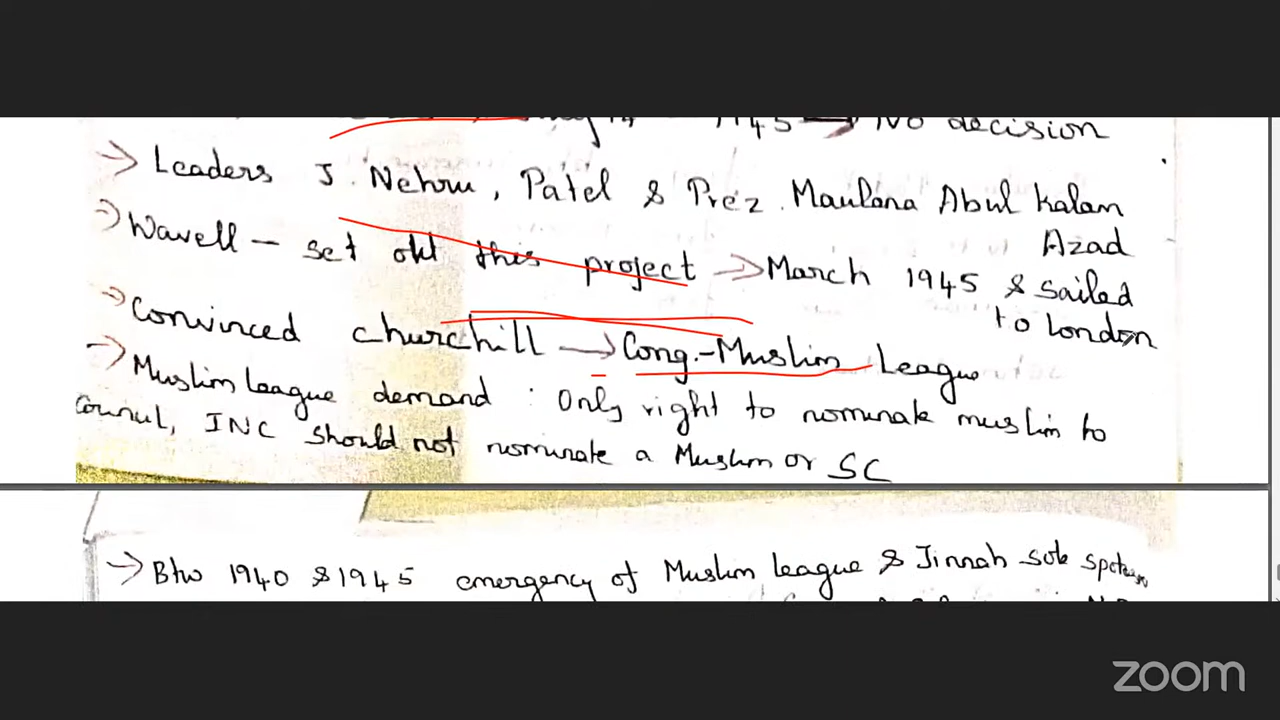 1945 → No decision
→ Leaders J. Nehru, Patel & Prez. Maulana Abul Kalam Azad
→ Wavell – set old this project → March 1945 & sailed to London
→ Convinced Churchill → Cong.-Muslim League
→ Muslim League demand : Only right to nominate muslim to
Council, INC should not nominate a Muslim or SC
→ Btw 1940 & 1945 emergency of Muslim league & Jinnah sole
zoom